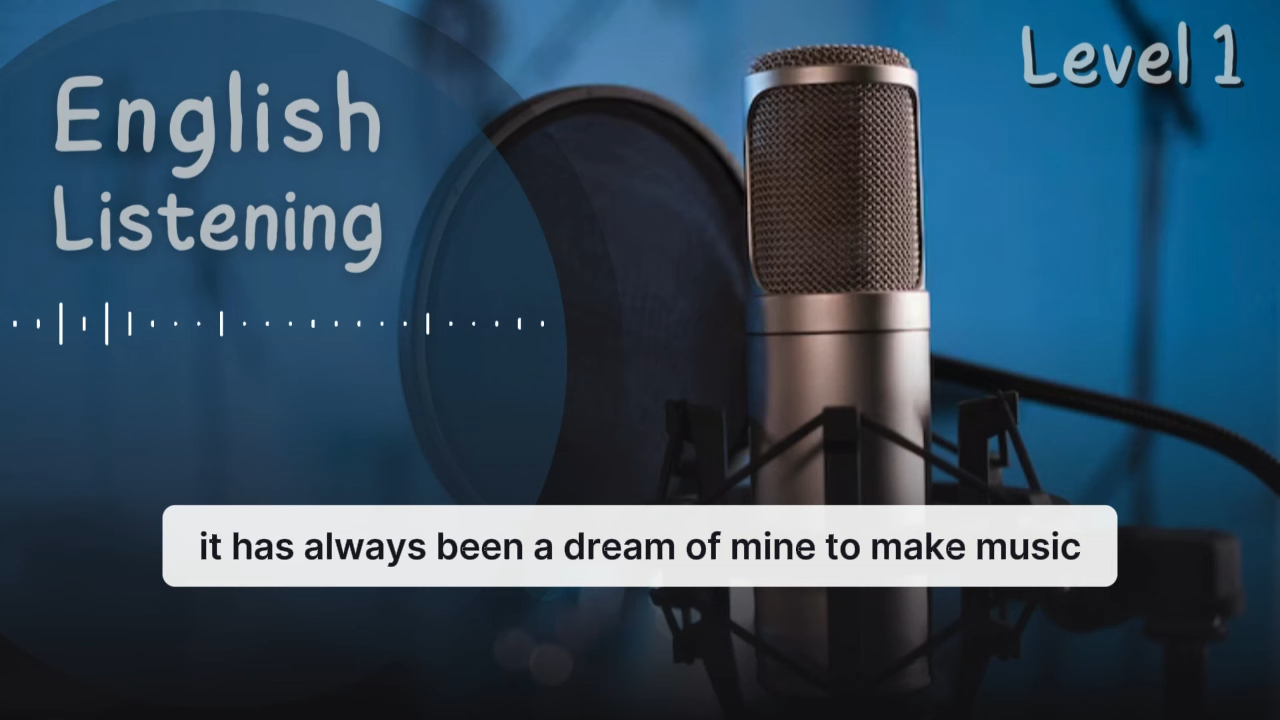 English
Listening
Level 1
it has always been a dream of mine to make music